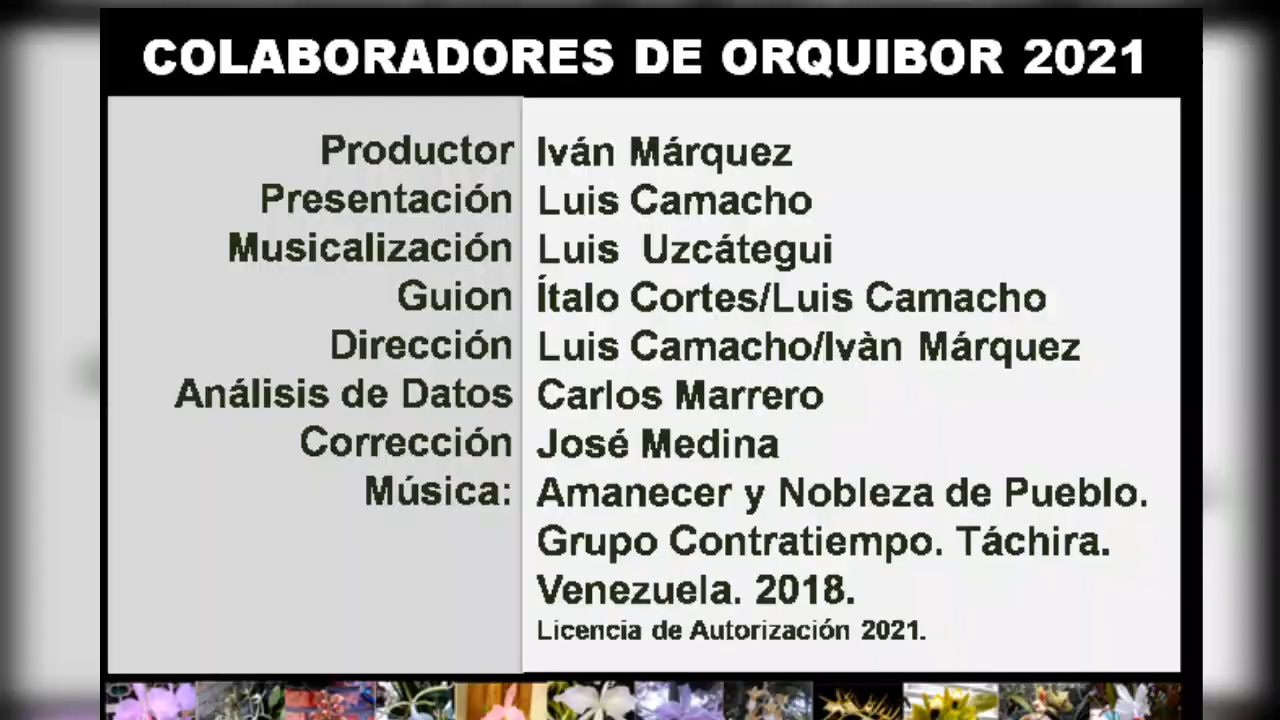 COLABORADORES DE ORQUIBOR 2021
Productor Iván Márquez
Presentación Luis Camacho
Musicalización Luis Uzcátegui
Guion Ítalo Cortes/Luis Camacho
Dirección Luis Camacho/Ivàn Márquez
Análisis de Datos Carlos Marrero
Corrección José Medina
Música: Amanecer y Nobleza de Pueblo.
Grupo Contratiempo. Táchira.
Venezuela. 2018.
Licencia de Autorización 2021.